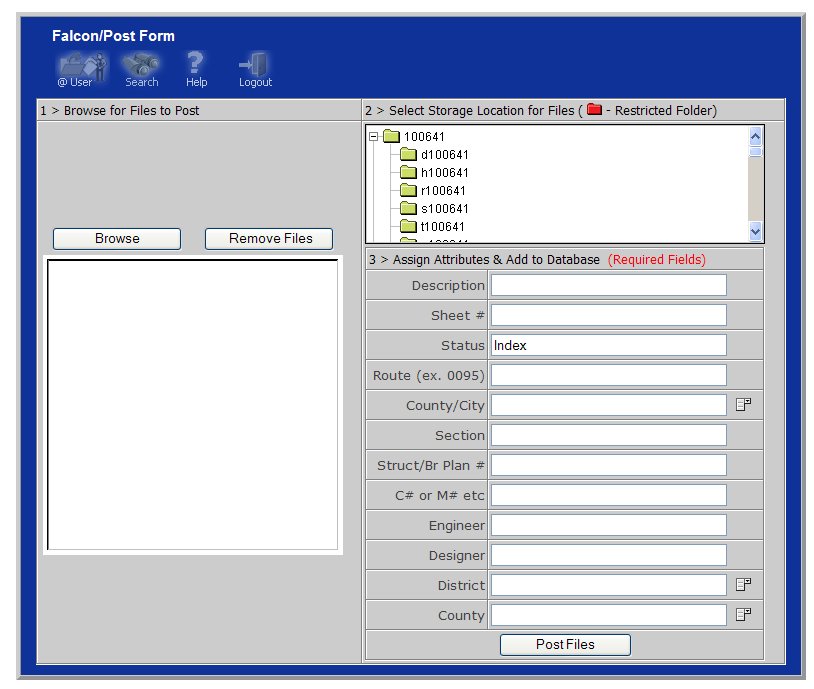 Falcon/Post Form
@ User Search Help Logout
1 > Browse for Files to Post
2 > Select Storage Location for Files ( - Restricted Folder)
100641
d100641
h100641
r100641
s100641
t100641
Browse Remove Files
3 > Assign Attributes & Add to Database (Required Fields)
Description
Sheet #
Status Index
Route (ex. 0095)
County/City
Section
Struct/Br Plan #
C# or M# etc
Engineer
Designer
District
County
Post Files